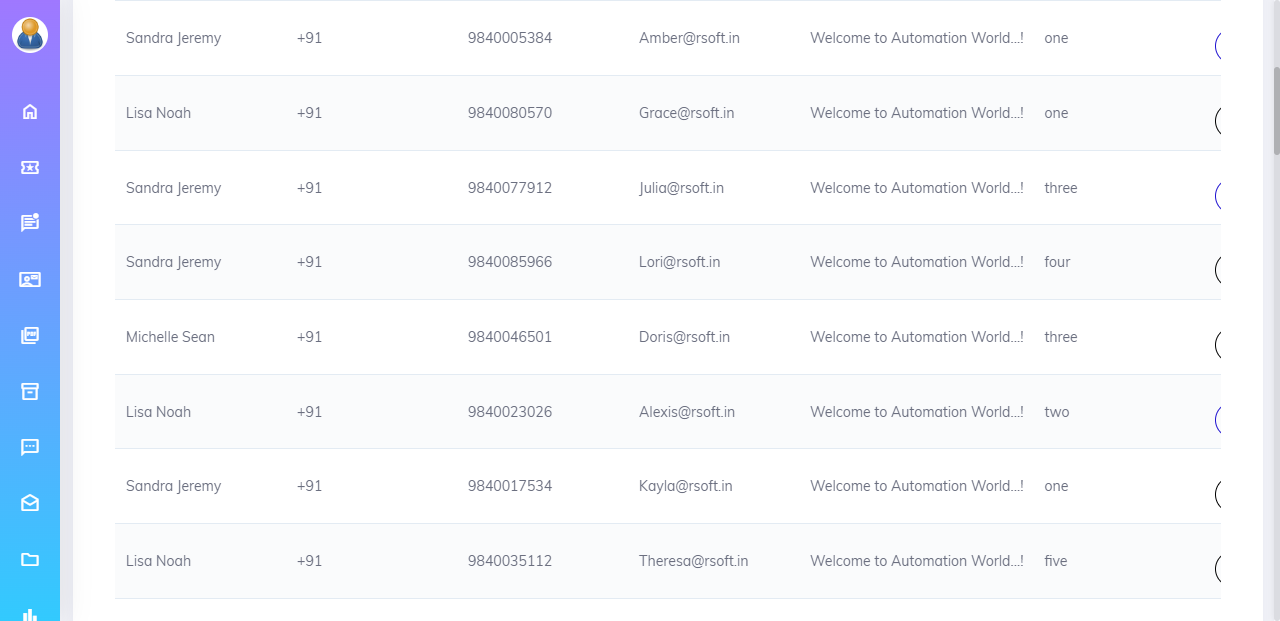 Sandra Jeremy +91 9840005384 Amber@rsoft.in Welcome to Automation World...! one
Lisa Noah +91 9840080570 Grace@rsoft.in Welcome to Automation World...! one
Sandra Jeremy +91 9840077912 Julia@rsoft.in Welcome to Automation World...! three
Sandra Jeremy +91 9840085966 Lori@rsoft.in Welcome to Automation World...! four
Michelle Sean +91 9840046501 Doris@rsoft.in Welcome to Automation World...! three
Lisa Noah +91 9840023026 Alexis@rsoft.in Welcome to Automation World...! two
Sandra Jeremy +91 9840017534 Kayla@rsoft.in Welcome to Automation World...! one
Lisa Noah +91 9840035112 Theresa@rsoft.in Welcome to Automation World...! five